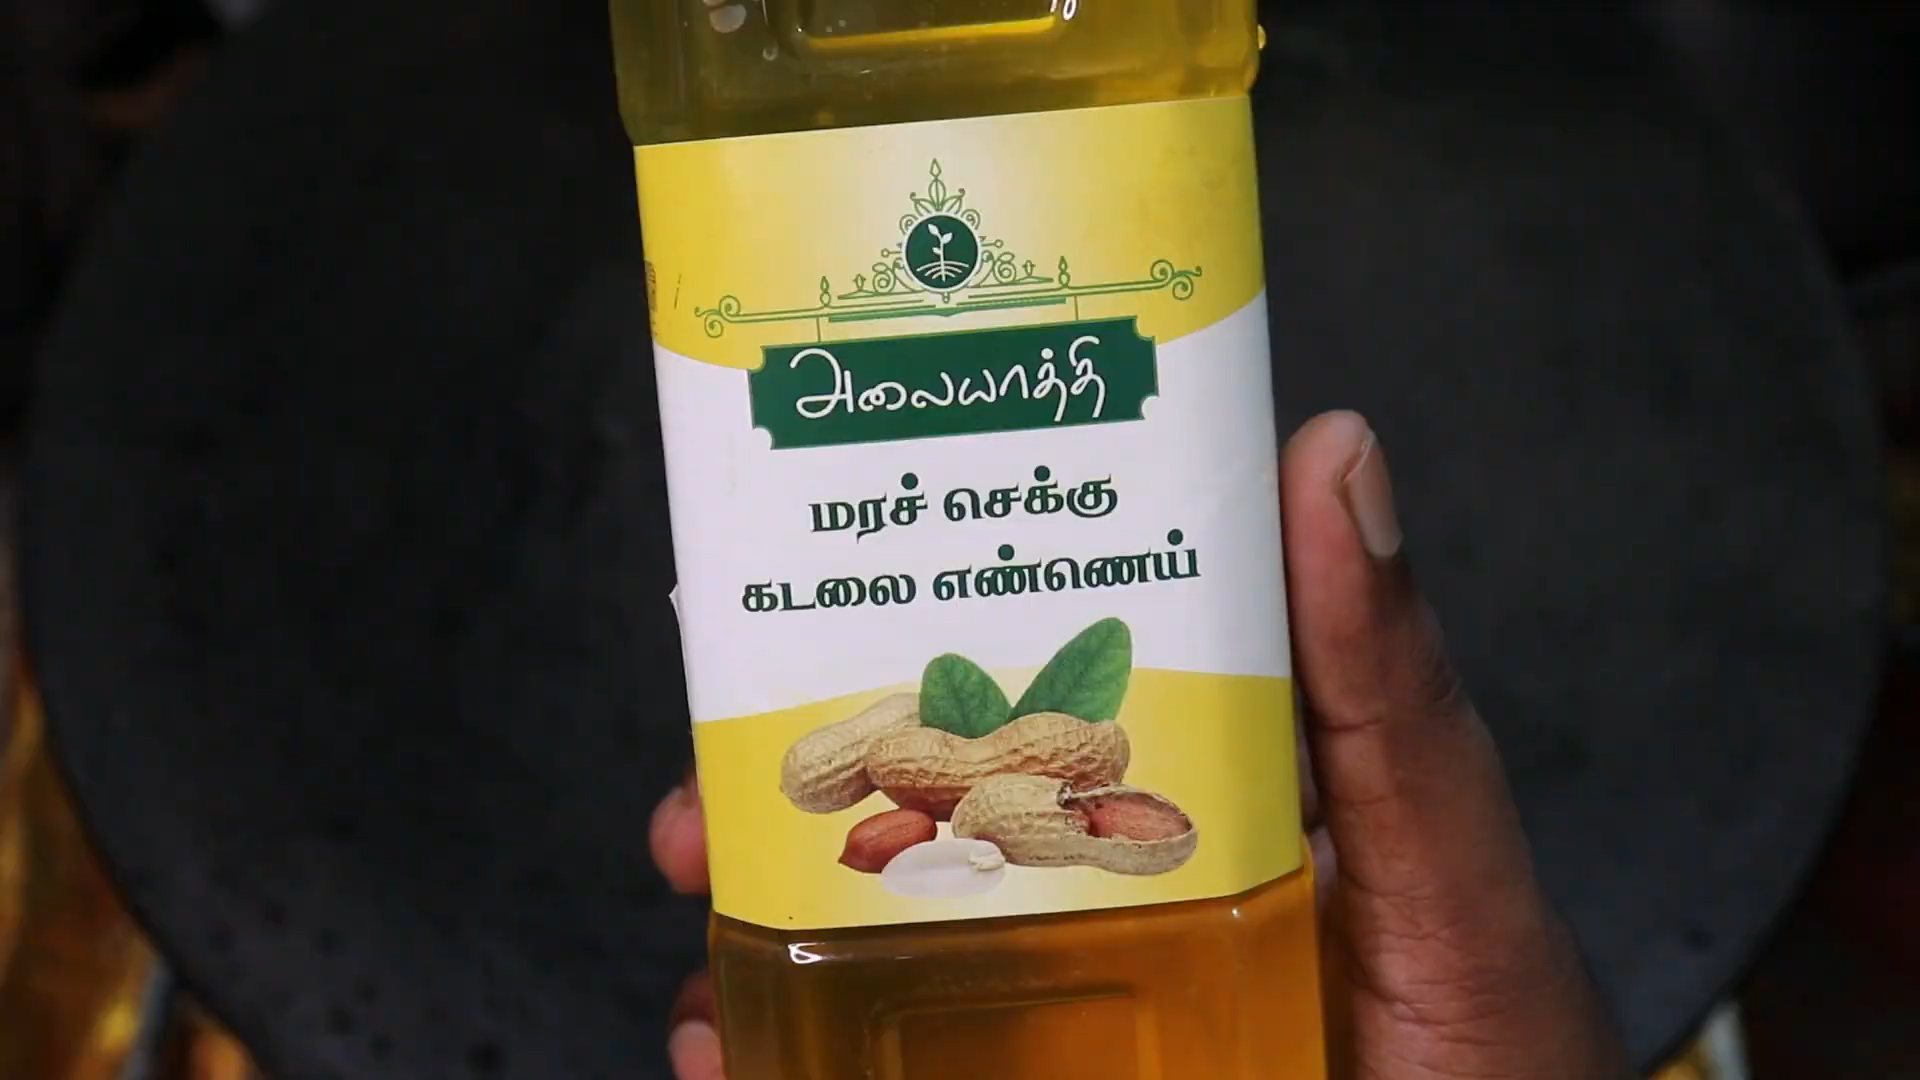 அலையாத்தி
மரச் செக்கு
கடலை எண்ணெய்